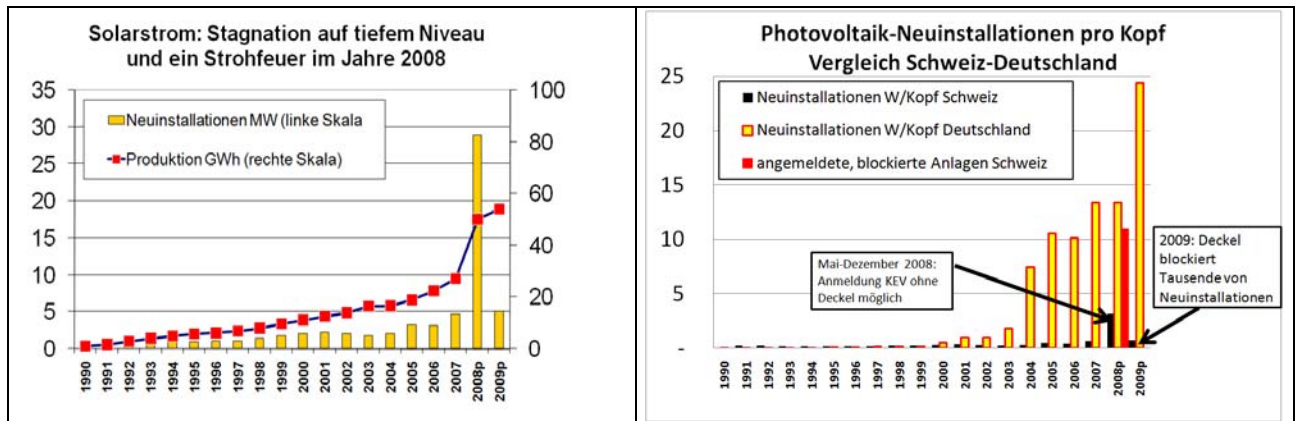 Solarstrom: Stagnation auf tiefem Niveau
und ein Strohfeuer im Jahre 2008
35
30
25
20
15
10
5
0
100
80
60
40
20
0
Neuinstallationen MW (linke Skala
Produktion GWh (rechte Skala)
1990
1991
1992
1993
1994
1995
1996
1997
1998
1999
2000
2001
2002
2003
2004
2005
2006
2007
2008p
2009p
Photovoltaik-Neuinstallationen pro Kopf
Vergleich Schweiz-Deutschland
25
20
15
10
5
-
Neuinstallationen W/Kopf Schweiz
Neuinstallationen W/Kopf Deutschland
angemeldete, blockierte Anlagen Schweiz
Mai-Dezember 2008:
Anmeldung KEV ohne
Deckel möglich
2009: Deckel
blockiert
Tausende von
Neuinstallationen
1990
1991
1992
1993
1994
1995
1996
1997
1998
1999
2000
2001
2002
2003
2004
2005
2006
2007
2008p
2009p